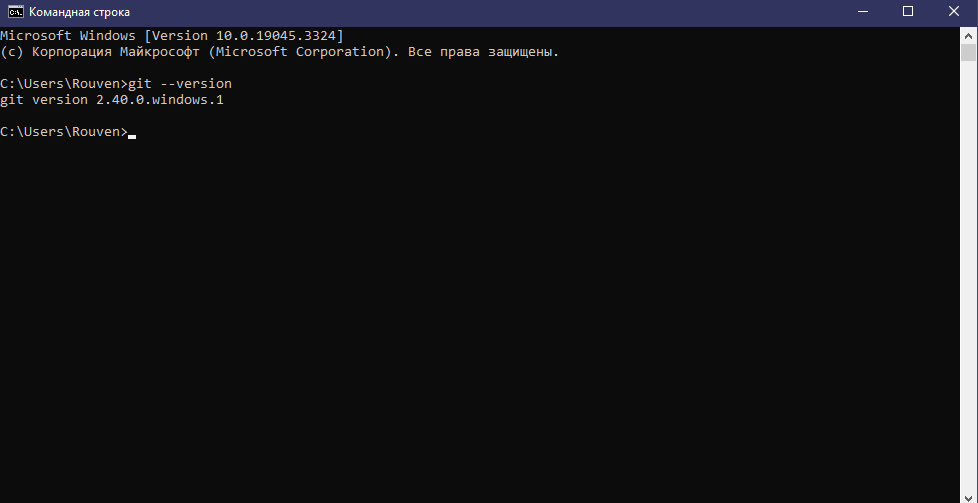 Командная строка
Microsoft Windows [Version 10.0.19045.3324]
(c) Корпорация Майкрософт (Microsoft Corporation). Все права защищены.
C:\Users\Rouven>git --version
git version 2.40.0.windows.1
C:\Users\Rouven>